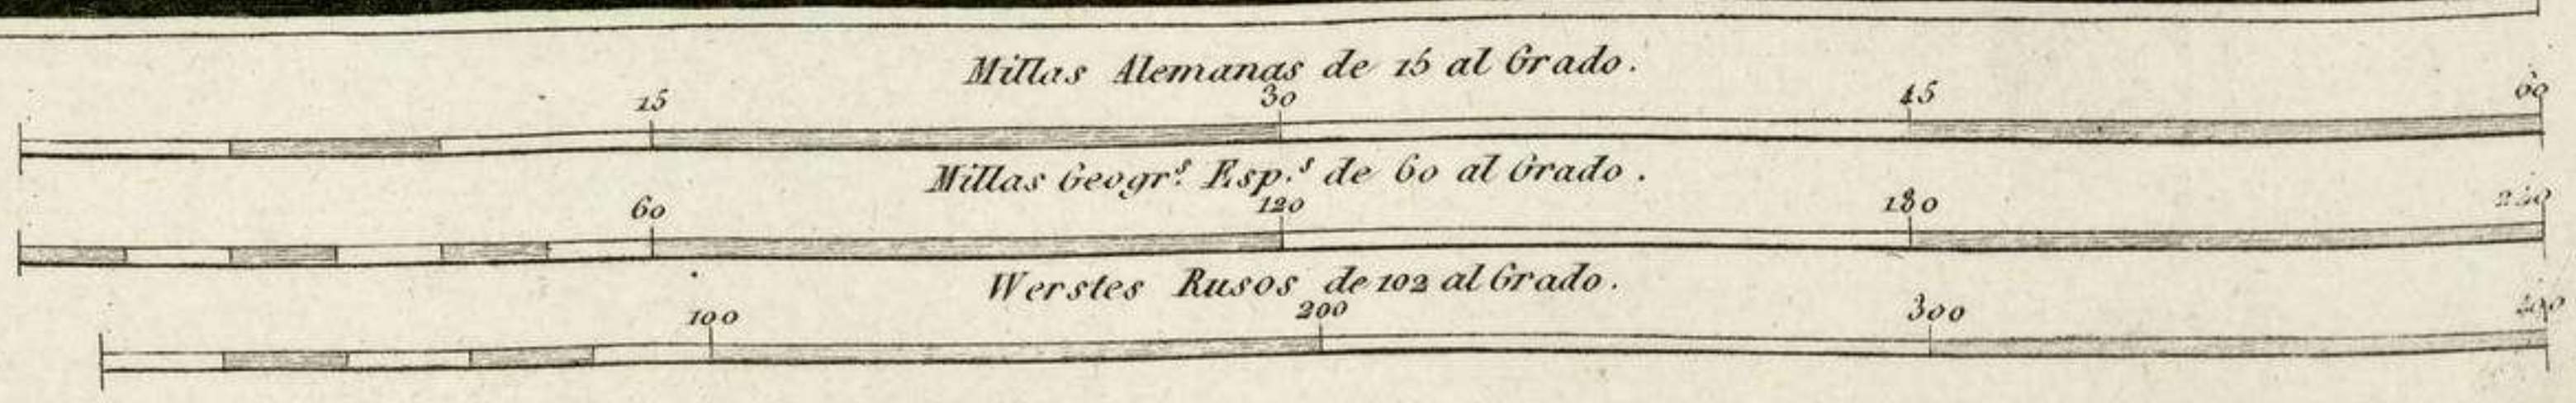 Millas Alemanas de 15 al Grado.
15 30 45 60
Millas Geogr.s Esp.s de 60 al Grado.
60 120 180 240
Werstes Rusos de 102 al Grado.
100 200 300 400